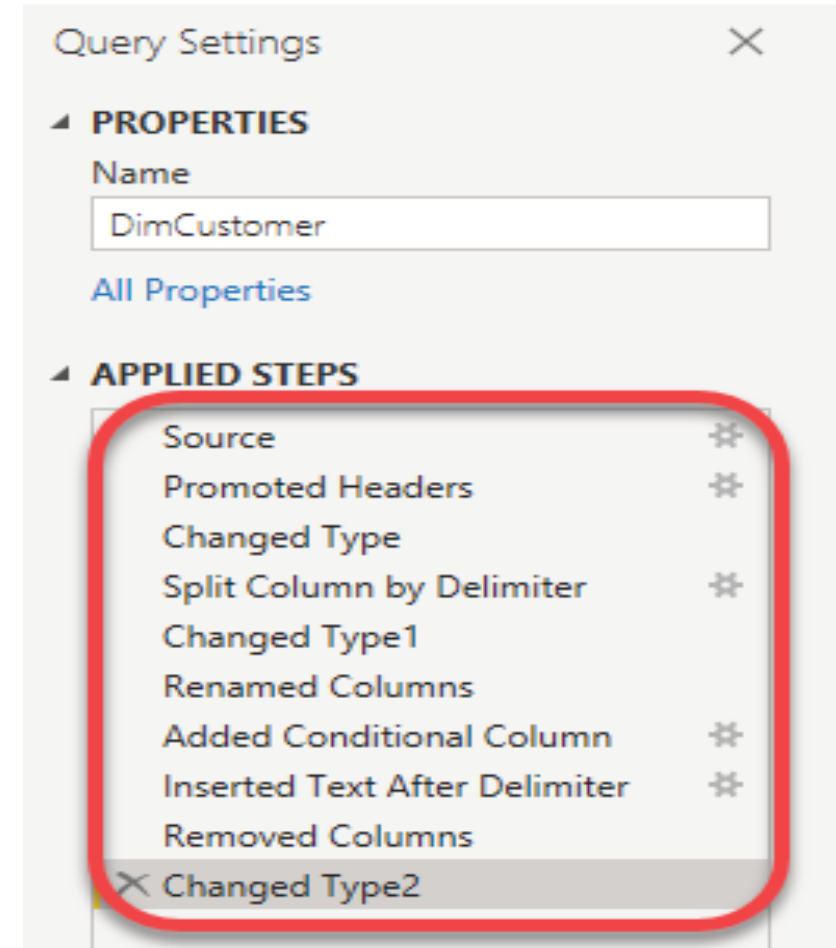 Query Settings
PROPERTIES
Name
DimCustomer
All Properties
APPLIED STEPS
Source
Promoted Headers
Changed Type
Split Column by Delimiter
Changed Type1
Renamed Columns
Added Conditional Column
Inserted Text After Delimiter
Removed Columns
Changed Type2